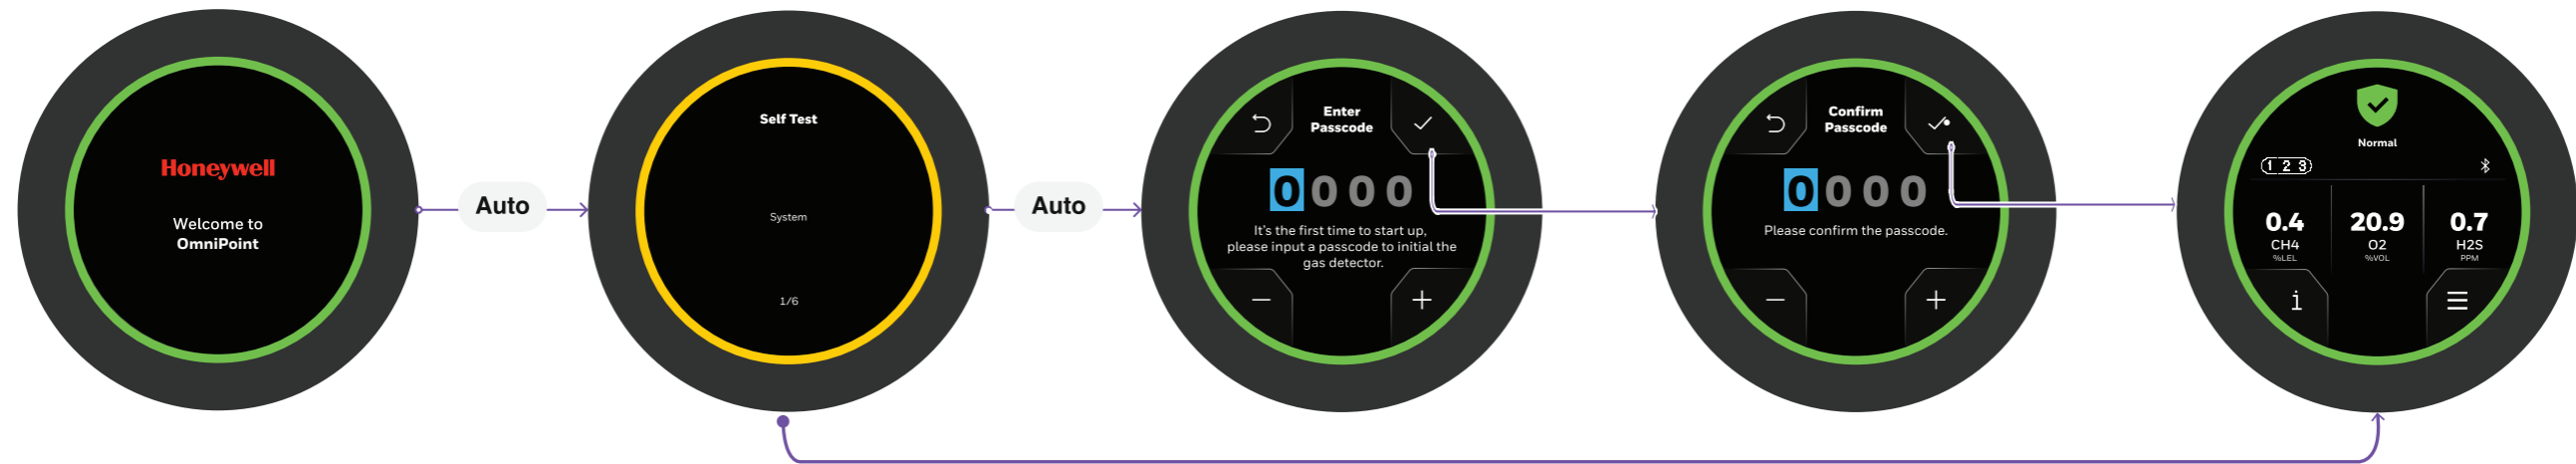 Honeywell
Welcome to
OmniPoint
Auto
Self Test
System
1/6
Auto
Enter
Passcode
0 0 0 0
It's the first time to start up,
please input a passcode to initial the
gas detector.
Confirm
Passcode
0 0 0 0
Please confirm the passcode.
Normal
1 2 3
0.4
CH4
%LEL
20.9
O2
%VOL
0.7
H2S
PPM
i